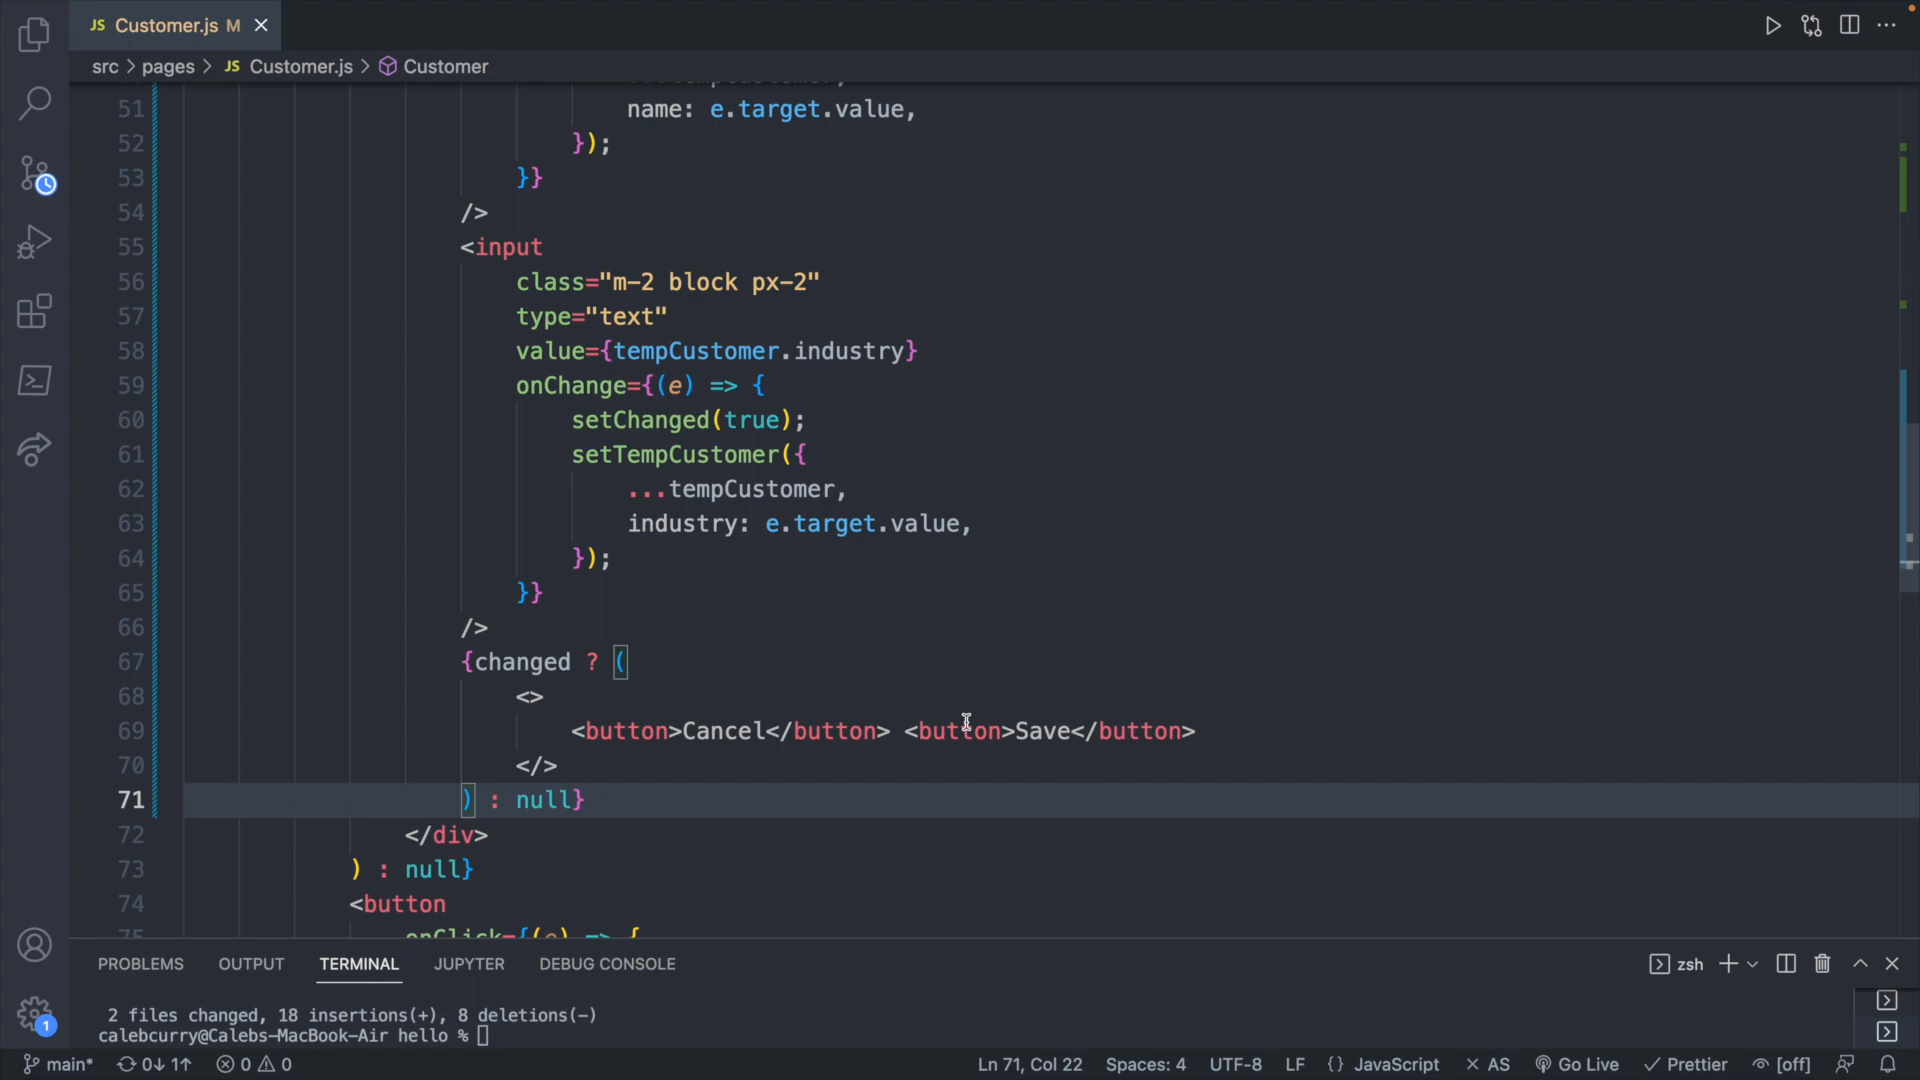 JS Customer.js M
src > pages > JS Customer.js > Customer
51 name: e.target.value,
52 });
53 }}
54 />
55 <input
56 class="m-2 block px-2"
57 type="text"
58 value={tempCustomer.industry}
59 onChange={(e) => {
60 setChanged(true);
61 setTempCustomer({
62 ...tempCustomer,
63 industry: e.target.value,
64 });
65 }}
66 />
67 {changed ? (
68 <>
69 <button>Cancel</button> <button>Save</button>
70 </>
71 ) : null}
72 </div>
73 ) : null}
74 <button
75 onClick={(e) => {
PROBLEMS OUTPUT TERMINAL JUPYTER DEBUG CONSOLE zsh
2 files changed, 18 insertions(+), 8 deletions(-)
calebcurry@Calebs-MacBook-Air hello %
1
main* 0↓ 1↑ 0 0 Ln 71, Col 22 Spaces: 4 UTF-8 LF {} JavaScript AS Go Live Prettier [off]